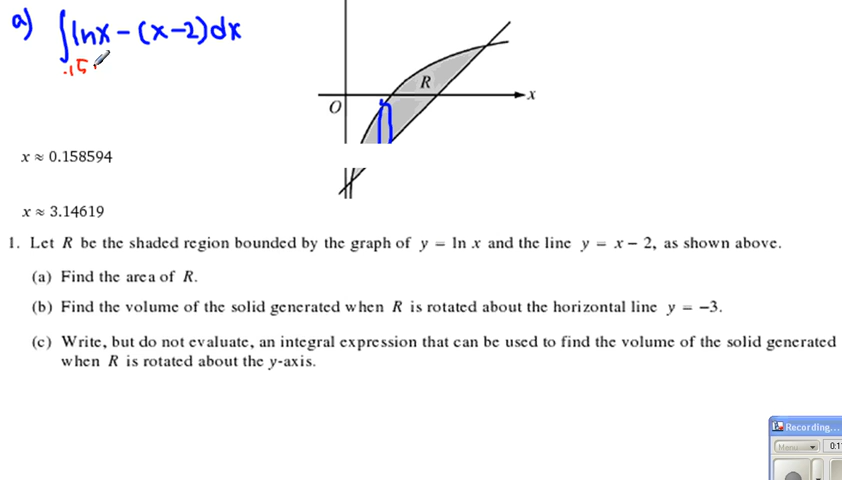 a) ∫lnx - (x-2)dx
.15
R
x
O
x ≈ 0.158594
x ≈ 3.14619
1. Let R be the shaded region bounded by the graph of y = ln x and the line y = x − 2, as shown above.
(a) Find the area of R.
(b) Find the volume of the solid generated when R is rotated about the horizontal line y = −3.
(c) Write, but do not evaluate, an integral expression that can be used to find the volume of the solid generated
when R is rotated about the y-axis.
Recording...
Menu